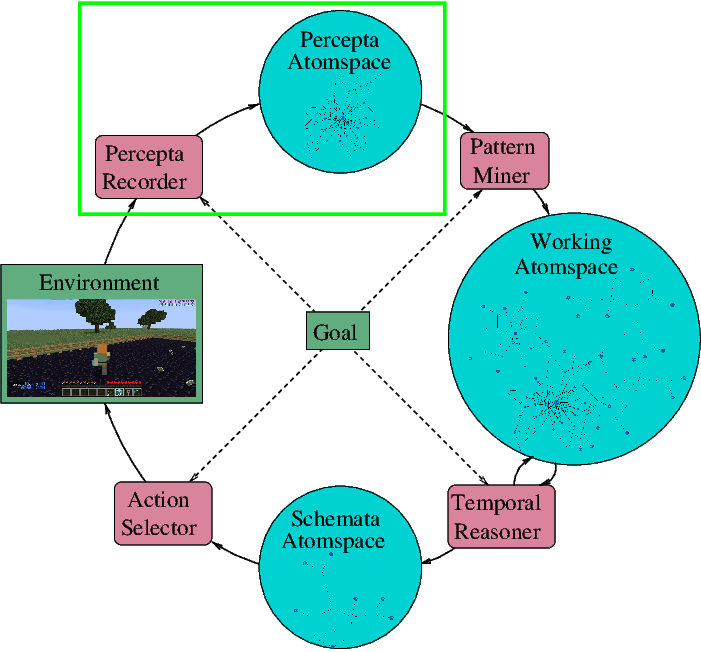 Percepta
Atomspace
Percepta
Recorder
Pattern
Miner
Working
Atomspace
Environment
Goal
Action
Selector
Schemata
Atomspace
Temporal
Reasoner